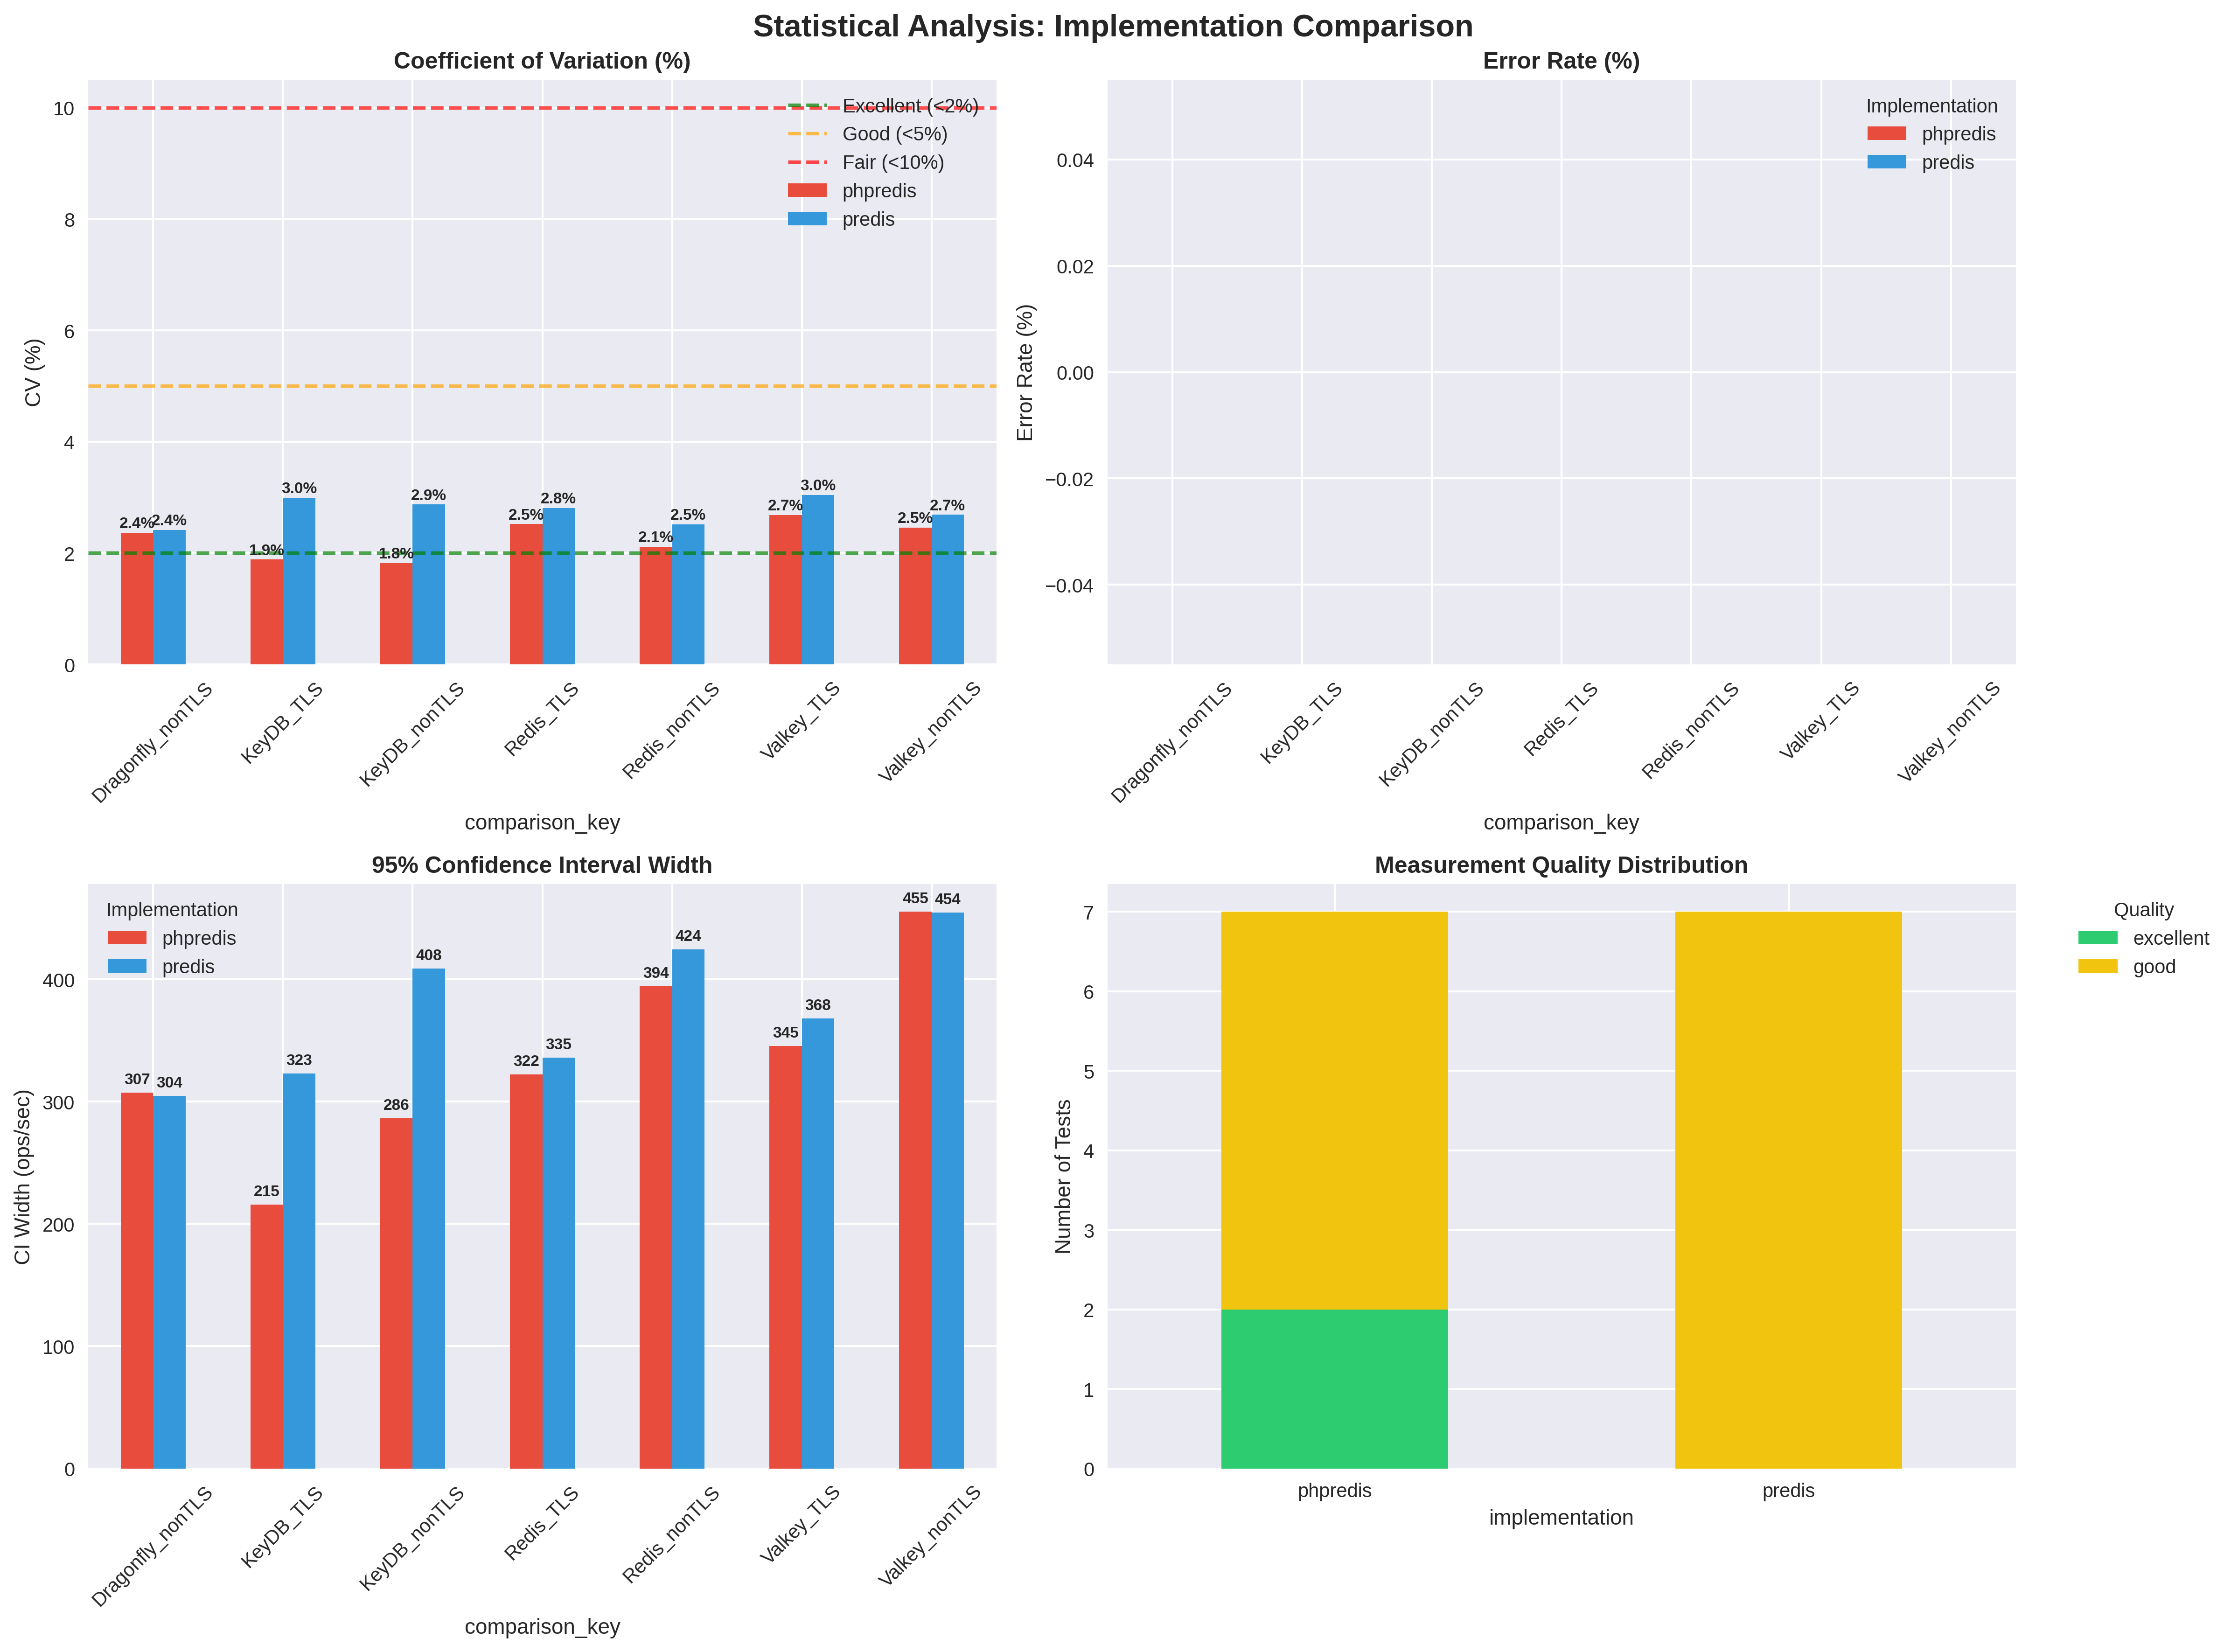 Statistical Analysis: Implementation Comparison
Coefficient of Variation (%)
CV (%)
10
8
6
4
2
0
Excellent (<2%)
Good (<5%)
Fair (<10%)
phpredis
predis
2.4%
2.4%
1.9%
3.0%
1.8%
2.9%
2.5%
2.8%
2.1%
2.5%
2.7%
3.0%
2.5%
2.7%
Dragonfly_nonTLS
KeyDB_TLS
KeyDB_nonTLS
Redis_TLS
Redis_nonTLS
Valkey_TLS
Valkey_nonTLS
comparison_key
Error Rate (%)
Error Rate (%)
0.04
0.02
0.00
−0.02
−0.04
Implementation
phpredis
predis
Dragonfly_nonTLS
KeyDB_TLS
KeyDB_nonTLS
Redis_TLS
Redis_nonTLS
Valkey_TLS
Valkey_nonTLS
comparison_key
95% Confidence Interval Width
CI Width (ops/sec)
400
300
200
100
0
Implementation
phpredis
predis
307
304
215
323
286
408
322
335
394
424
345
368
455
454
Dragonfly_nonTLS
KeyDB_TLS
KeyDB_nonTLS
Redis_TLS
Redis_nonTLS
Valkey_TLS
Valkey_nonTLS
comparison_key
Measurement Quality Distribution
Number of Tests
7
6
5
4
3
2
1
0
phpredis
predis
implementation
Quality
excellent
good